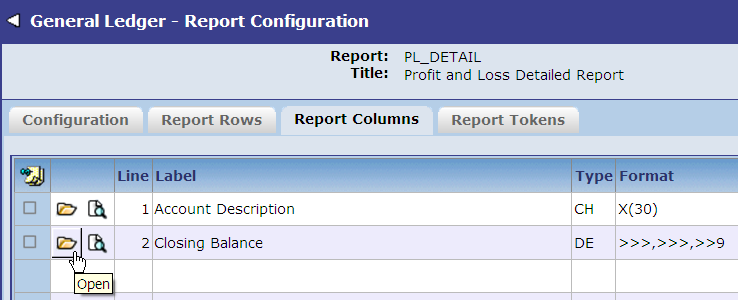 General Ledger - Report Configuration
Report: PL_DETAIL
Title: Profit and Loss Detailed Report
Configuration Report Rows Report Columns Report Tokens
Line Label Type Format
1 Account Description CH X(30)
2 Closing Balance DE >>>,>>>,>>9
Open